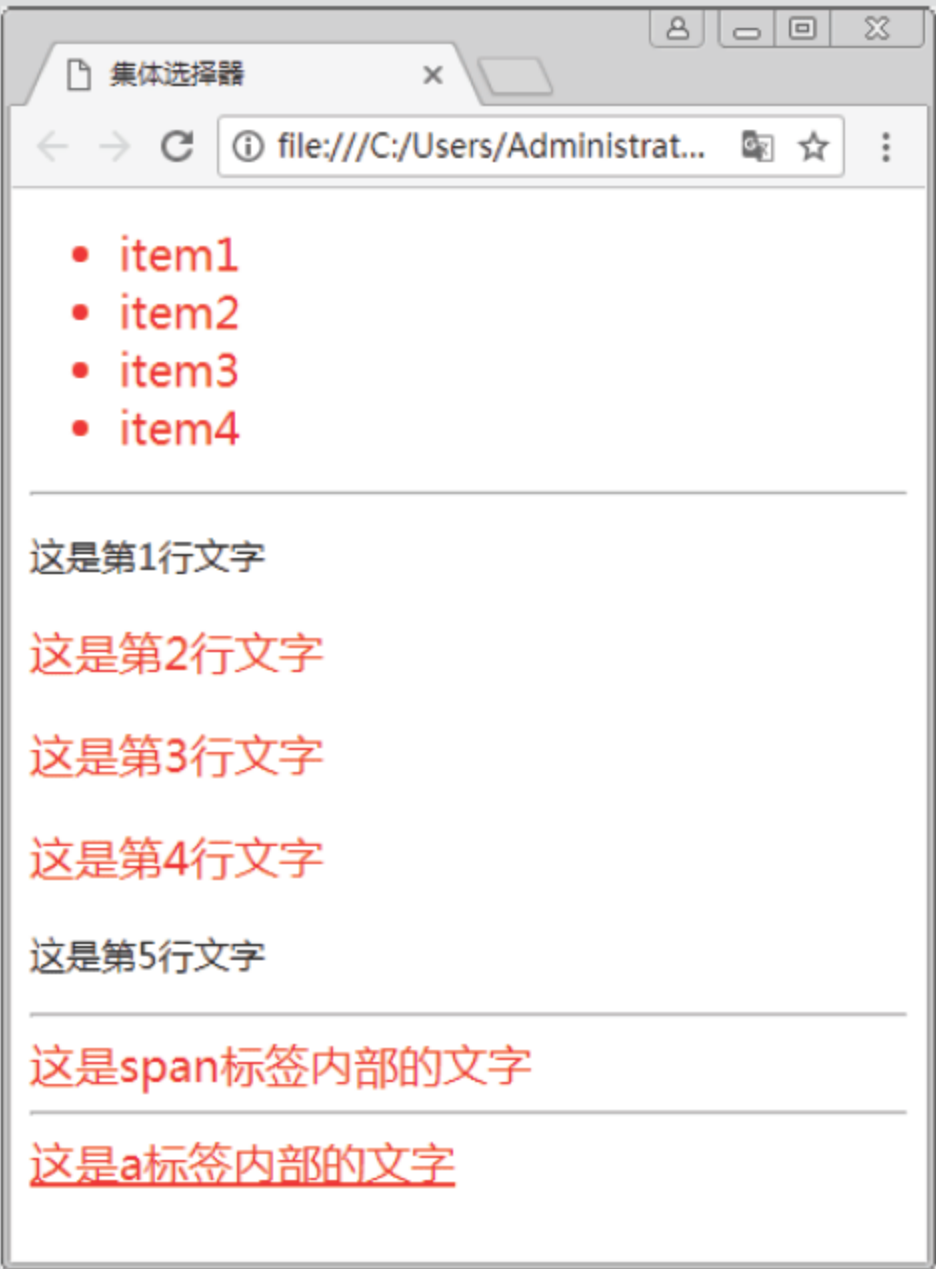 集体选择器
file:///C:/Users/Administrat...
item1
item2
item3
item4
这是第1行文字
这是第2行文字
这是第3行文字
这是第4行文字
这是第5行文字
这是span标签内部的文字
这是a标签内部的文字